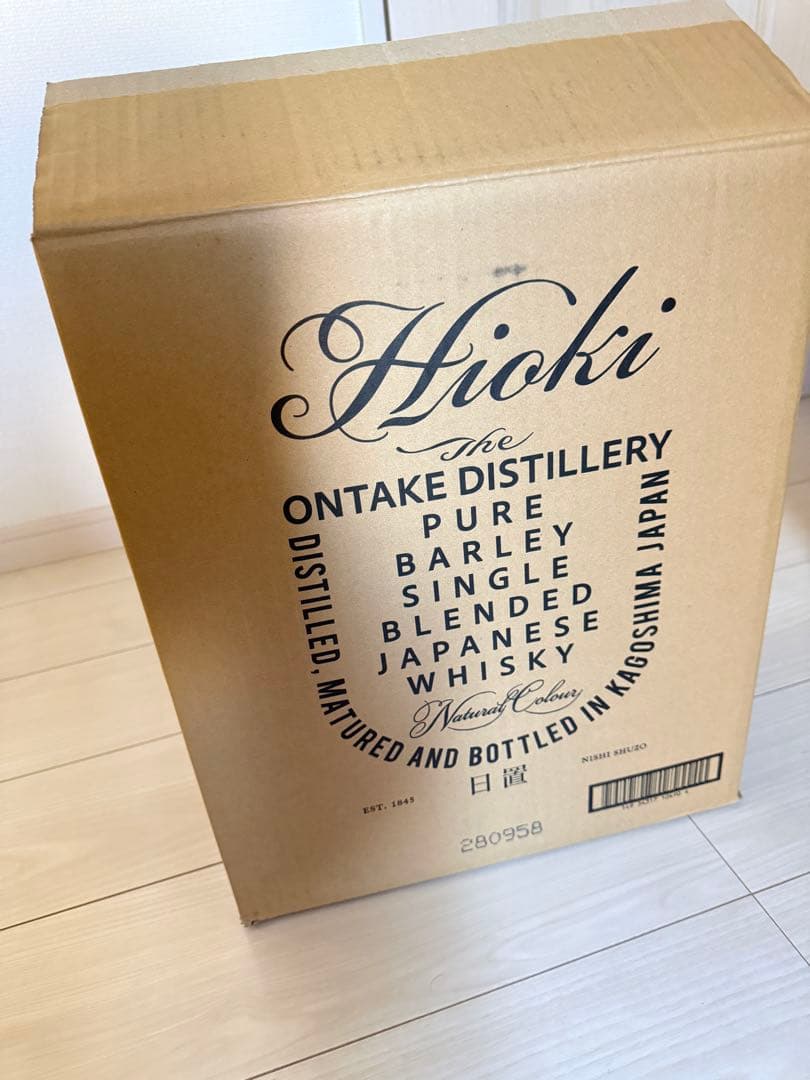 Hioki
The
ONTAKE DISTILLERY
PURE
BARLEY
SINGLE
BLENDED
JAPANESE
WHISKY
Natural Colour
DISTILLED, MATURED AND BOTTLED IN KAGOSHIMA JAPAN
日置
EST. 1845
NISHI SHUZO
280958